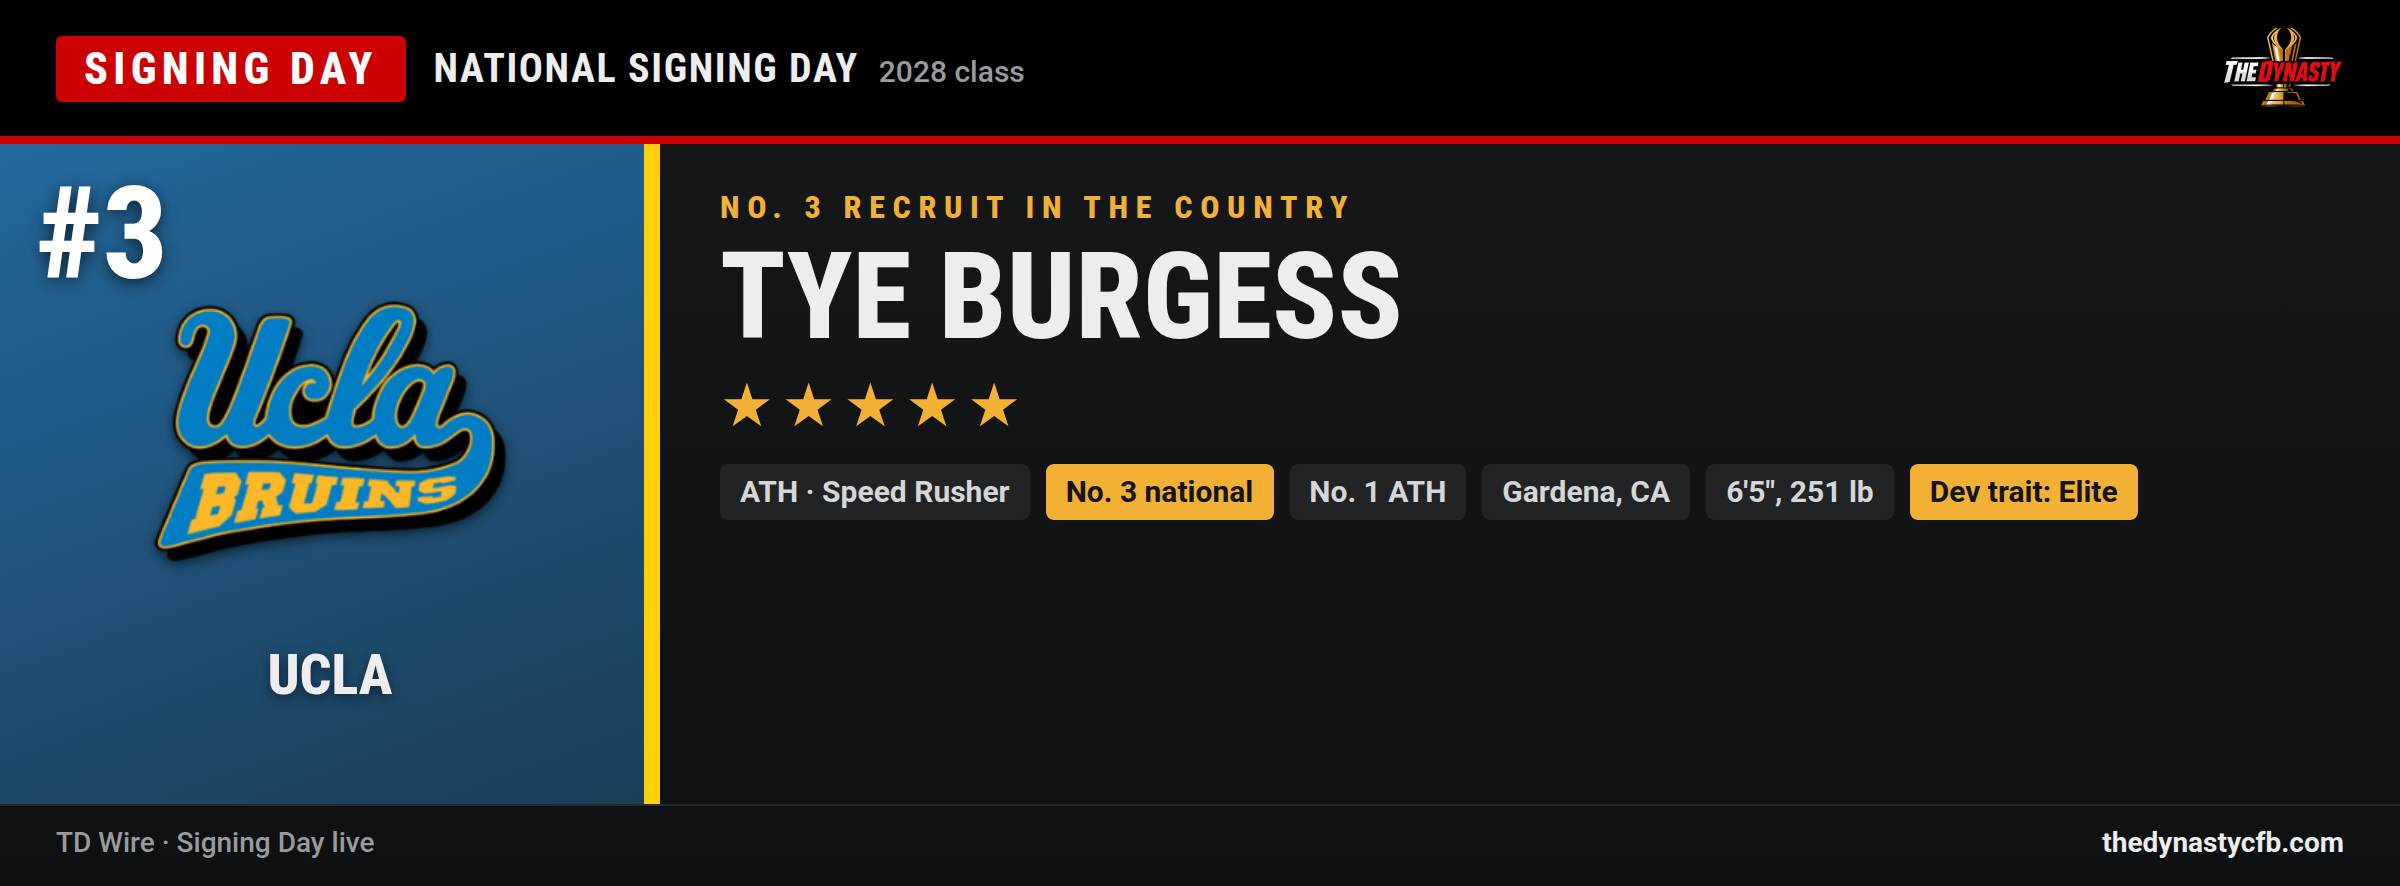 SIGNING DAY NATIONAL SIGNING DAY 2028 class
THE DYNASTY
#3
Ucla
BRUINS
UCLA
NO. 3 RECRUIT IN THE COUNTRY
TYE BURGESS
ATH · Speed Rusher No. 3 national No. 1 ATH Gardena, CA 6'5", 251 lb Dev trait: Elite
TD Wire · Signing Day live
thedynastycfb.com